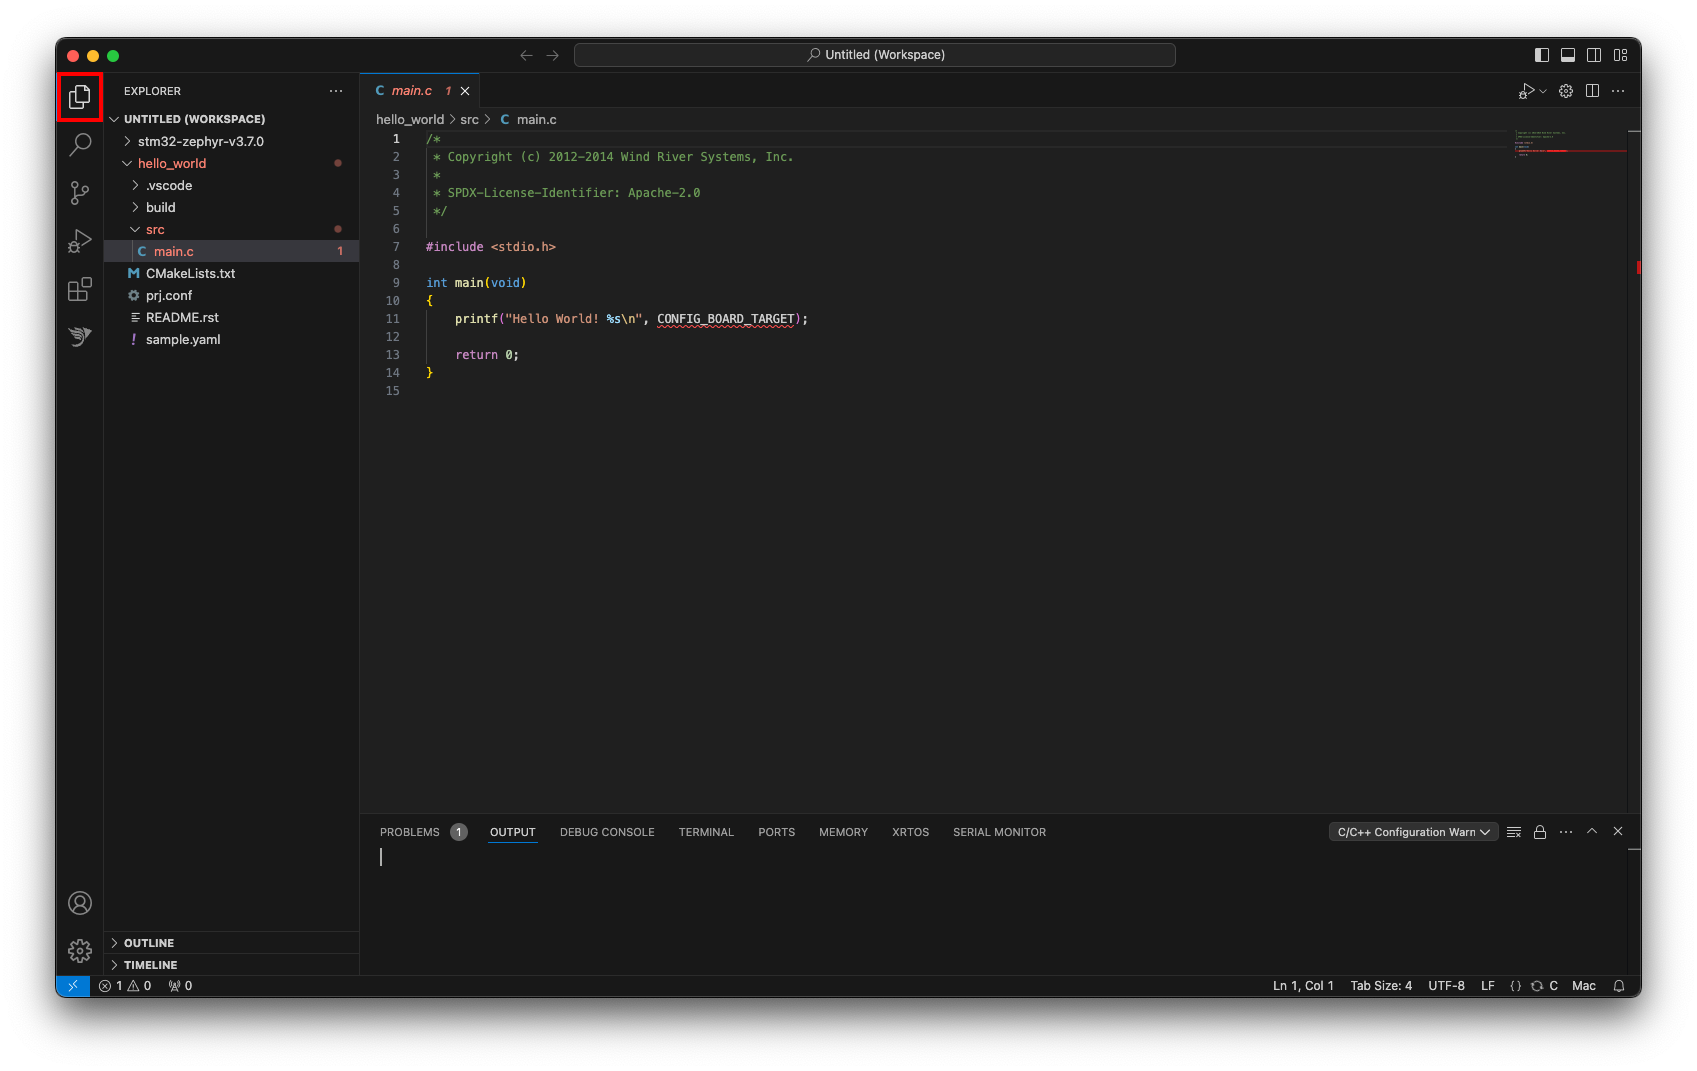 Untitled (Workspace)
EXPLORER
UNTITLED (WORKSPACE)
stm32-zephyr-v3.7.0
hello_world
.vscode
build
src
C main.c 1
M CMakeLists.txt
prj.conf
README.rst
! sample.yaml
OUTLINE
TIMELINE
C main.c 1
hello_world > src > C main.c
1 /*
2  * Copyright (c) 2012-2014 Wind River Systems, Inc.
3  *
4  * SPDX-License-Identifier: Apache-2.0
5  */
6
7 #include <stdio.h>
8
9 int main(void)
10 {
11     printf("Hello World! %s\n", CONFIG_BOARD_TARGET);
12
13     return 0;
14 }
15
PROBLEMS 1 OUTPUT DEBUG CONSOLE TERMINAL PORTS MEMORY XRTOS SERIAL MONITOR C/C++ Configuration Warn
1 0 0 Ln 1, Col 1 Tab Size: 4 UTF-8 LF {} C Mac